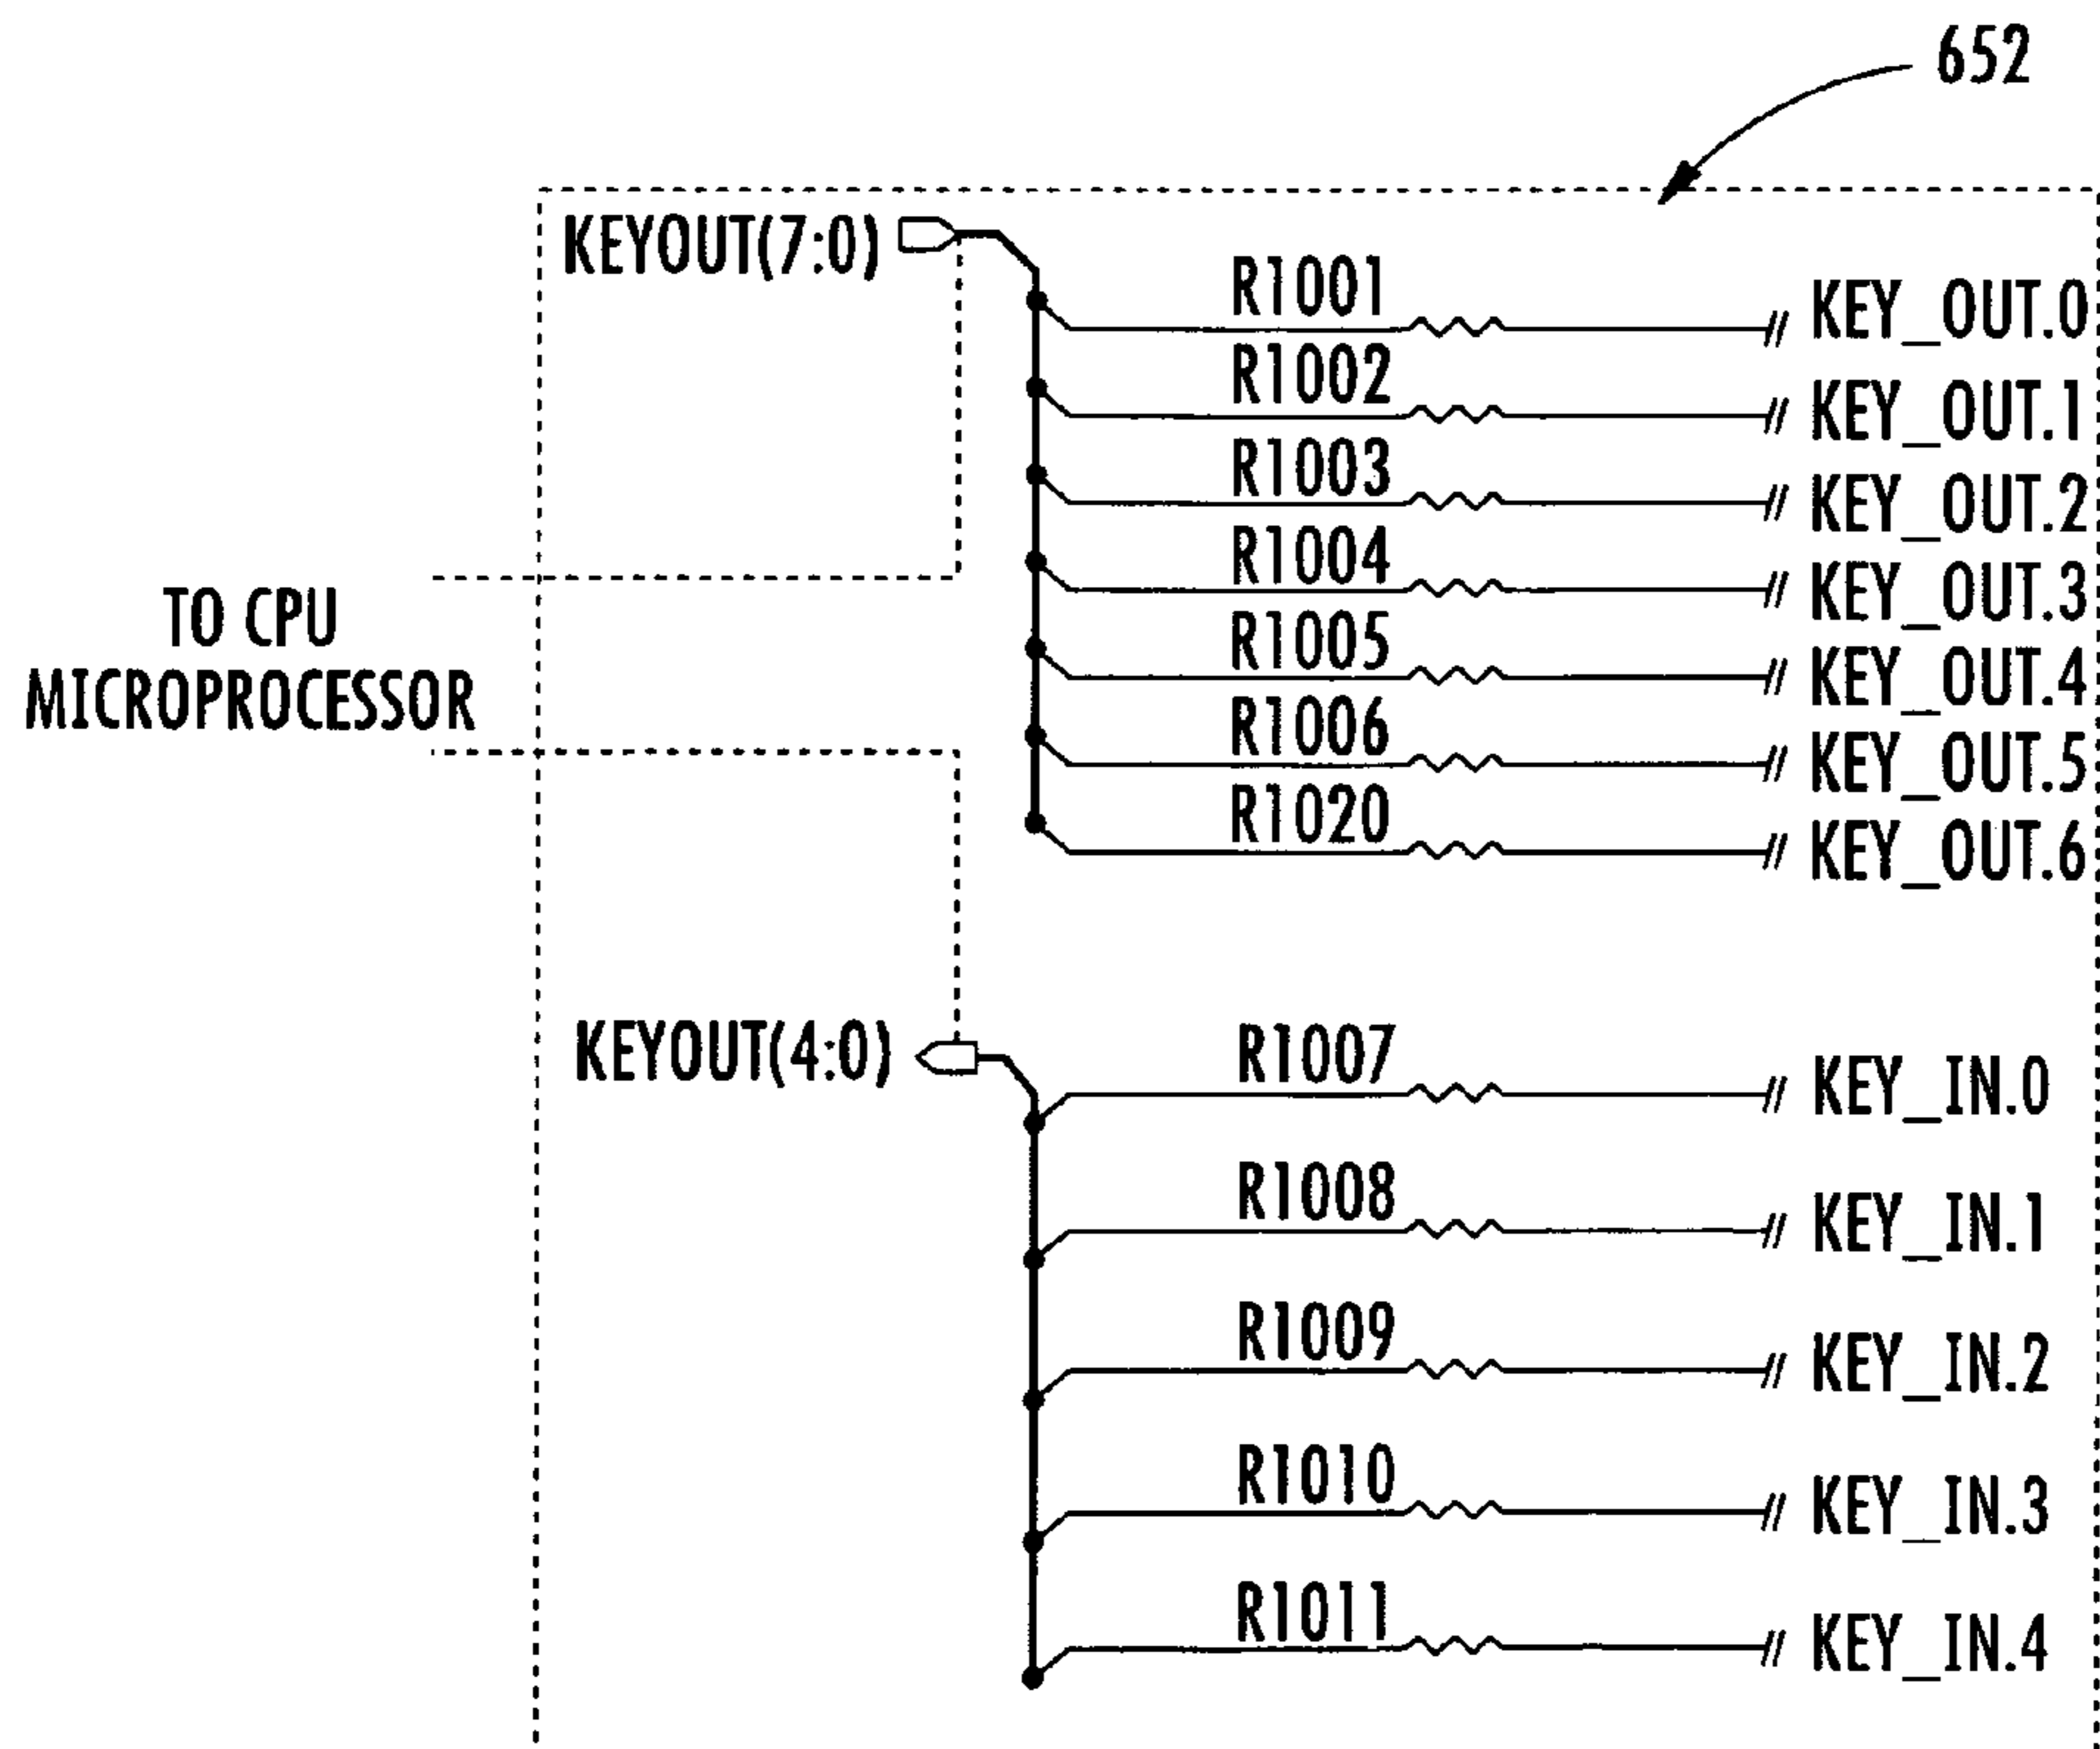 652
KEYOUT(7:0)
R1001
KEY_OUT.0
R1002
KEY_OUT.1
R1003
KEY_OUT.2
R1004
KEY_OUT.3
TO CPU
MICROPROCESSOR
R1005
KEY_OUT.4
R1006
KEY_OUT.5
R1020
KEY_OUT.6
KEYOUT(4:0)
R1007
KEY_IN.0
R1008
KEY_IN.1
R1009
KEY_IN.2
R1010
KEY_IN.3
R1011
KEY_IN.4